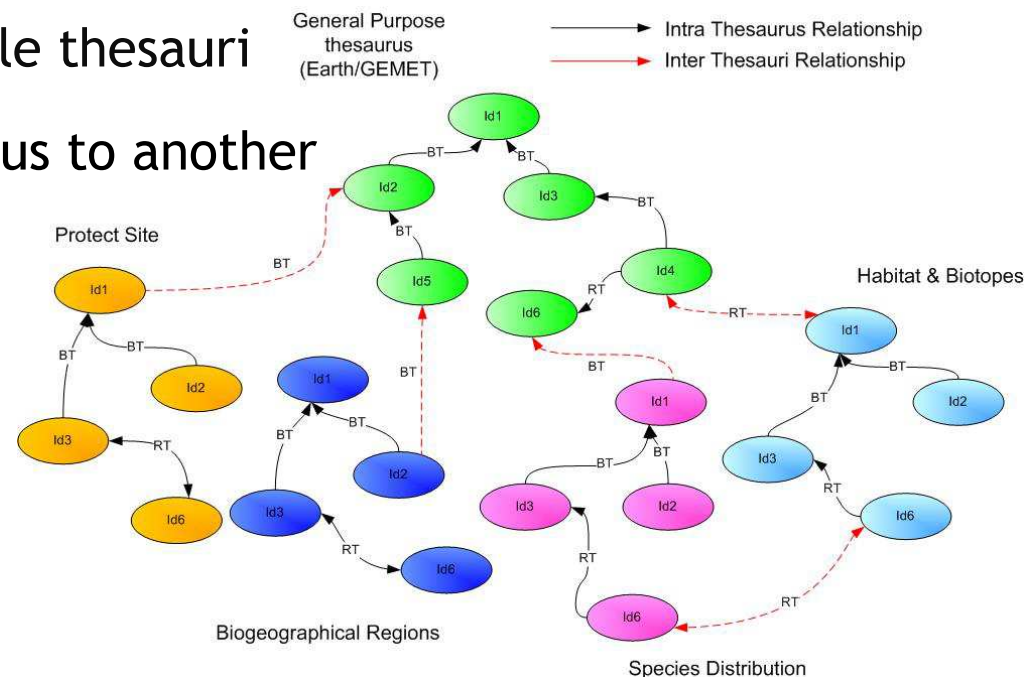 le thesauri
us to another
General Purpose
thesaurus
(Earth/GEMET)
Intra Thesaurus Relationship
Inter Thesauri Relationship
Id1
BT
BT
Id2
Id3
BT
BT
Id5
Id4
RT
Id6
Protect Site
BT
Id1
BT
BT
Id2
Id3
RT
Id6
BT
Id1
BT
BT
Id2
Id3
RT
Id6
Biogeographical Regions
BT
Id1
BT
BT
Id3
Id2
RT
Id6
Species Distribution
RT
Habitat & Biotopes
Id1
BT
BT
Id2
Id3
RT
Id6
RT